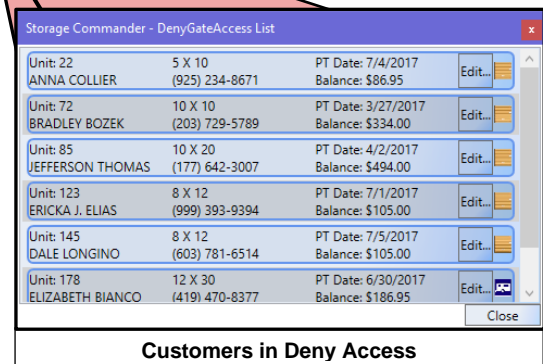 Storage Commander - DenyGateAccess List x
Unit: 22 5 X 10 PT Date: 7/4/2017
ANNA COLLIER (925) 234-8671 Balance: $86.95 Edit...
Unit: 72 10 X 10 PT Date: 3/27/2017
BRADLEY BOZEK (203) 729-5789 Balance: $334.00 Edit...
Unit: 85 10 X 20 PT Date: 4/2/2017
JEFFERSON THOMAS (177) 642-3007 Balance: $494.00 Edit...
Unit: 123 8 X 12 PT Date: 7/1/2017
ERICKA J. ELIAS (999) 393-9394 Balance: $105.00 Edit...
Unit: 145 8 X 12 PT Date: 7/5/2017
DALE LONGINO (603) 781-6514 Balance: $105.00 Edit...
Unit: 178 12 X 30 PT Date: 6/30/2017
ELIZABETH BIANCO (419) 470-8377 Balance: $186.95 Edit...
Close
Customers in Deny Access